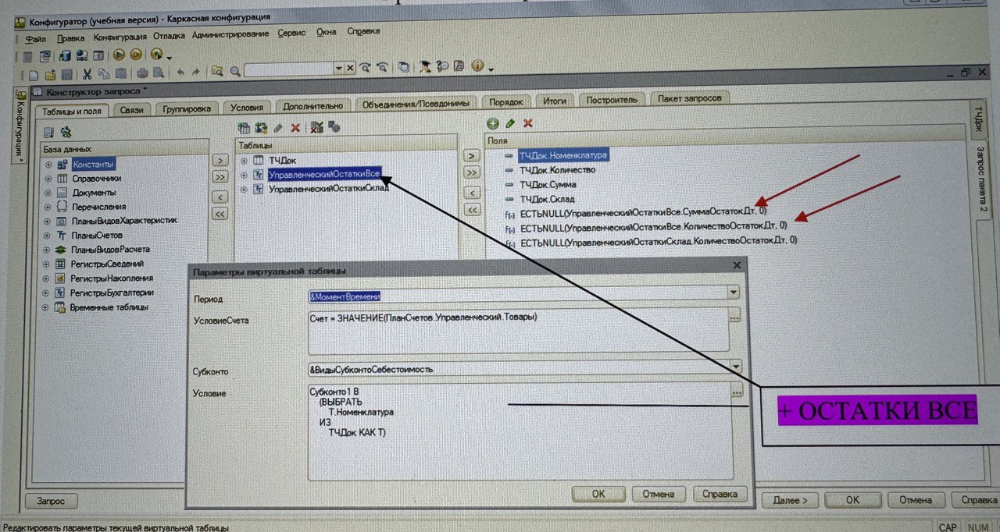 Конфигуратор (учебная версия) - Каркасная конфигурация
Файл Правка Конфигурация Отладка Администрирование Сервис Окна Справка
Конструктор запроса *
Таблицы и поля Связи Группировка Условия Дополнительно Объединения/Псевдонимы Порядок Итоги Построитель Пакет запросов
База данных
Константы
Справочники
Документы
Перечисления
ПланыВидовХарактеристик
ПланыСчетов
ПланыВидовРасчета
РегистрыСведений
РегистрыНакопления
РегистрыБухгалтерии
Временные таблицы
Таблицы
ТЧДок
УправленческийОстаткиВсе
УправленческийОстаткиСклад
Поля
ТЧДок.Номенклатура
ТЧДок.Количество
ТЧДок.Сумма
ТЧДок.Склад
ЕСТЬNULL(УправленческийОстаткиВсе.СуммаОстатокДт, 0)
ЕСТЬNULL(УправленческийОстаткиВсе.КоличествоОстатокДт, 0)
ЕСТЬNULL(УправленческийОстаткиСклад.КоличествоОстатокДт, 0)
ТЧДок
Запрос пакета 2
Конфигурация *
Параметры виртуальной таблицы
Период
&МоментВремени
УсловиеСчета
Счет = ЗНАЧЕНИЕ(ПланСчетов.Управленческий.Товары)
Субконто
&ВидыСубконтоСебестоимость
Условие
Субконто1 В
(ВЫБРАТЬ
Т.Номенклатура
ИЗ
ТЧДок КАК Т)
ОК Отмена Справка
+ ОСТАТКИ ВСЕ
Запрос
Далее > ОК Отмена Справка
Редактировать параметры текущей виртуальной таблицы
CAP NUM